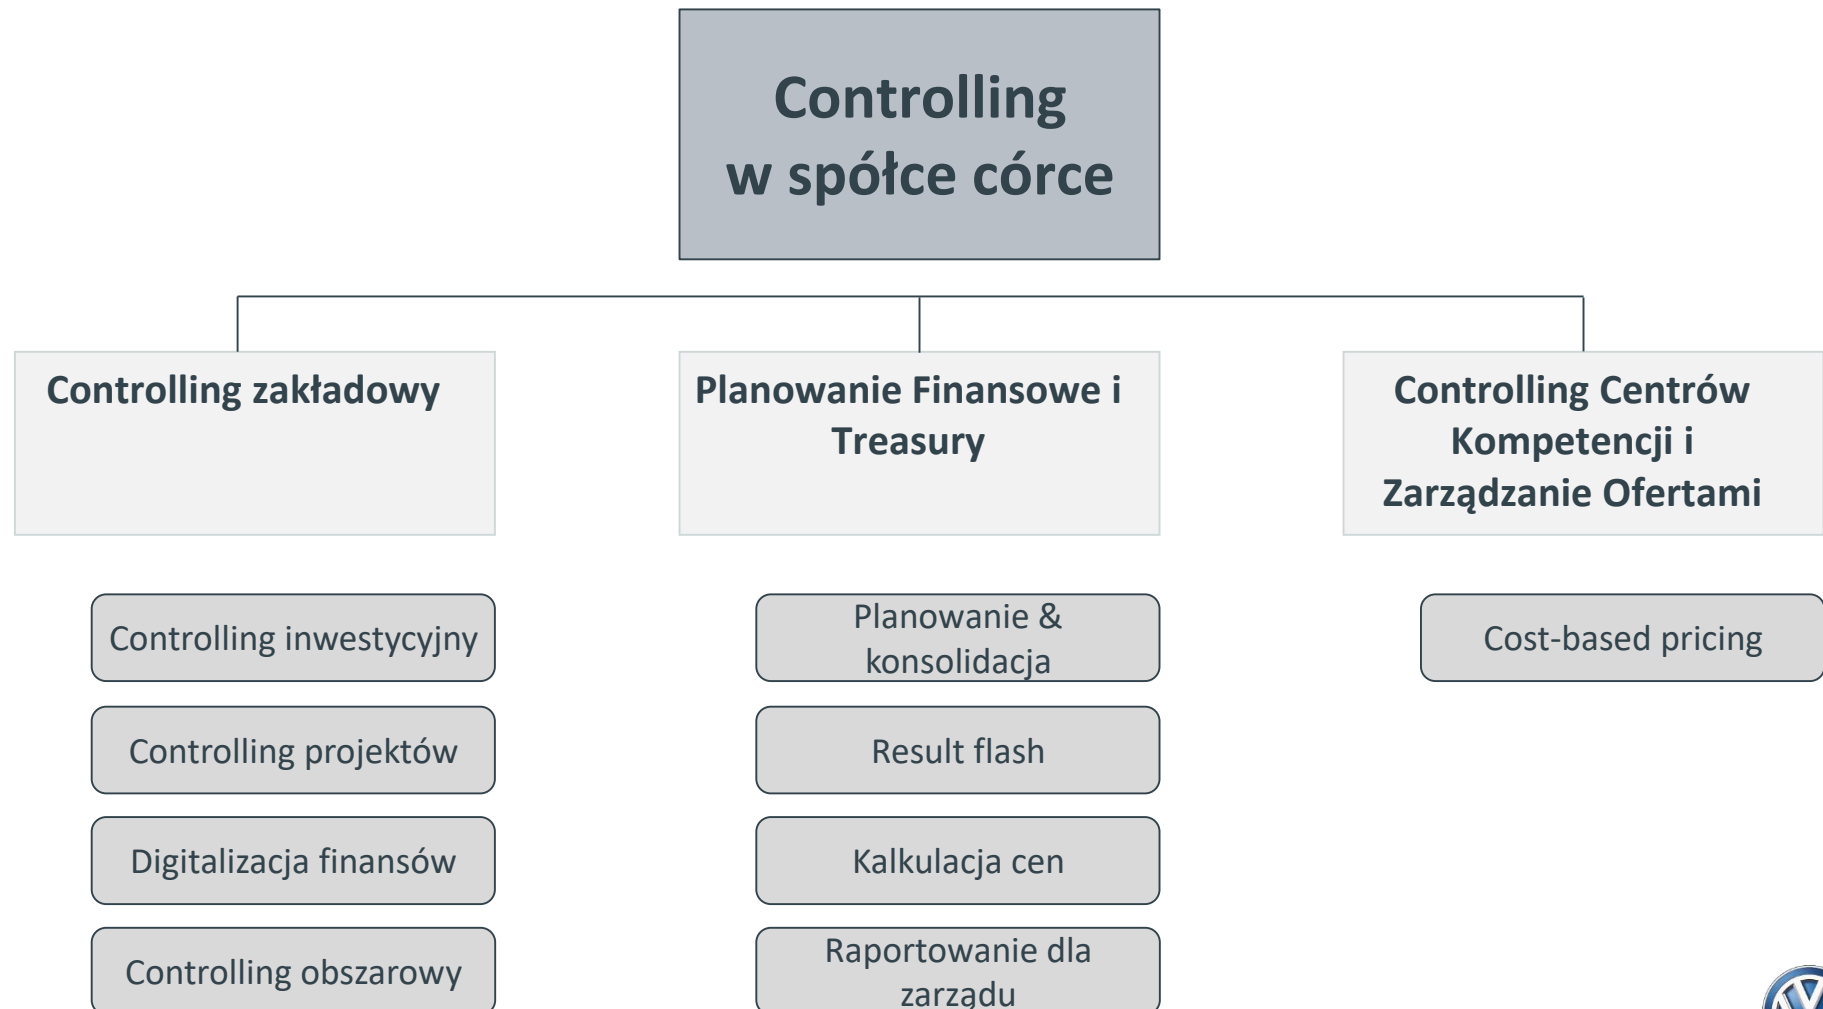 Controlling
w spółce córce
Controlling zakładowy
Planowanie Finansowe i
Treasury
Controlling Centrów
Kompetencji i
Zarządzanie Ofertami
Controlling inwestycyjny
Controlling projektów
Digitalizacja finansów
Controlling obszarowy
Planowanie &
konsolidacja
Result flash
Kalkulacja cen
Raportowanie dla
zarządu
Cost-based pricing